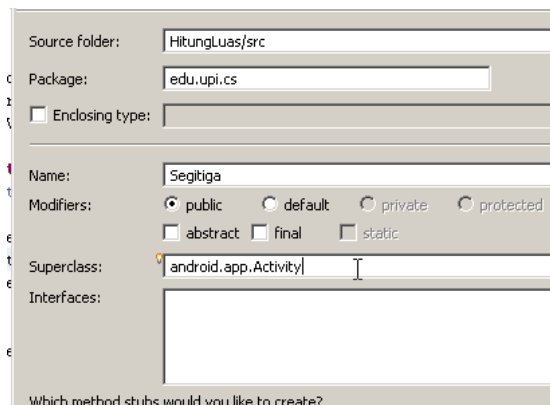 Source folder: HitungLuas/src
Package: edu.upi.cs
Enclosing type:
Name: Segitiga
Modifiers: public default private protected
abstract final static
Superclass: android.app.Activity
Interfaces:
Which method stubs would you like to create?